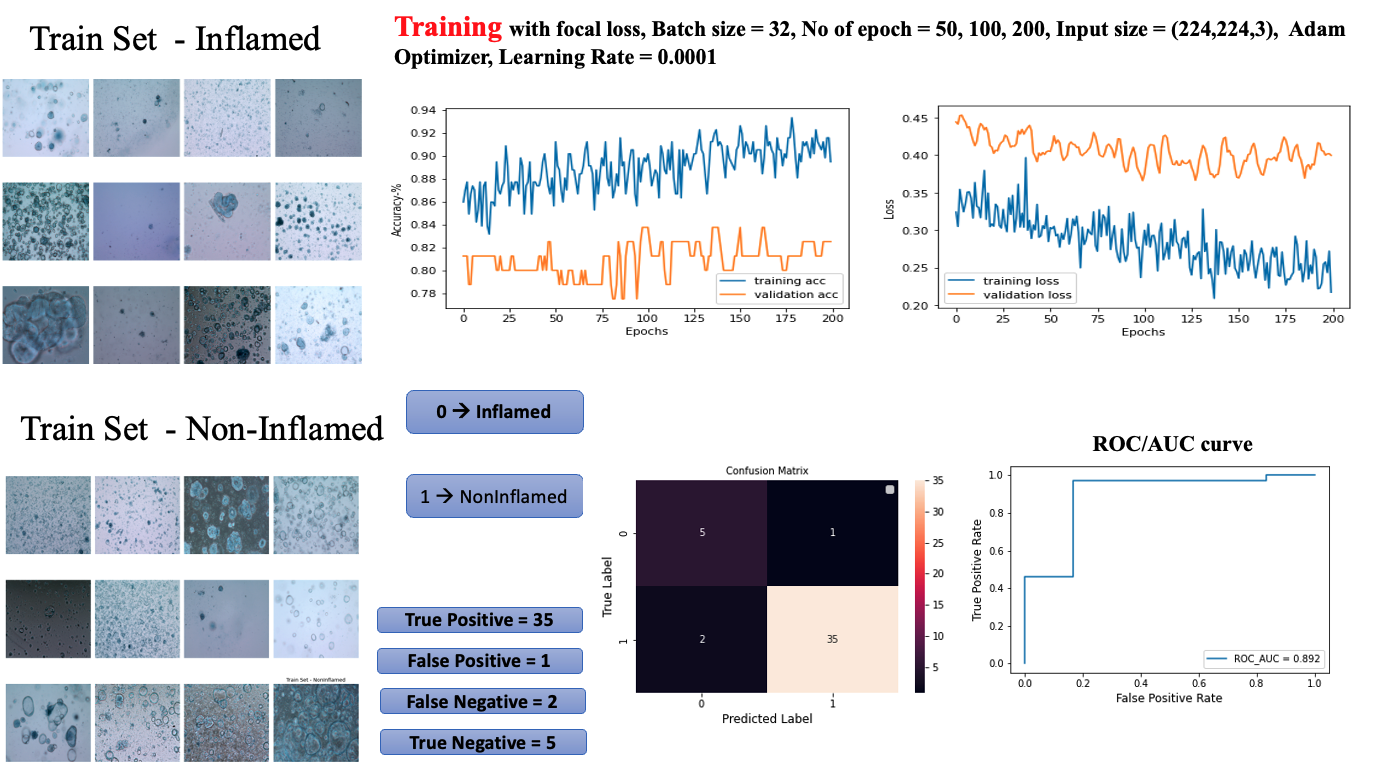 Train Set - Inflamed
Training with focal loss, Batch size = 32, No of epoch = 50, 100, 200, Input size = (224,224,3), Adam
Optimizer, Learning Rate = 0.0001
0.94
0.92
0.90
0.88
0.86
0.84
0.82
0.80
0.78
Accuracy-%
training acc
validation acc
0 25 50 75 100 125 150 175 200
Epochs
0.45
0.40
0.35
0.30
0.25
0.20
Loss
training loss
validation loss
0 25 50 75 100 125 150 175 200
Epochs
Train Set - Non-Inflamed
Train Set - NonInflamed
0 → Inflamed
1 → NonInflamed
True Positive = 35
False Positive = 1
False Negative = 2
True Negative = 5
Confusion Matrix
5 1
2 35
True Label
0
1
0 1
Predicted Label
35
30
25
20
15
10
5
ROC/AUC curve
1.0
0.8
0.6
0.4
0.2
0.0
True Positive Rate
ROC_AUC = 0.892
0.0 0.2 0.4 0.6 0.8 1.0
False Positive Rate